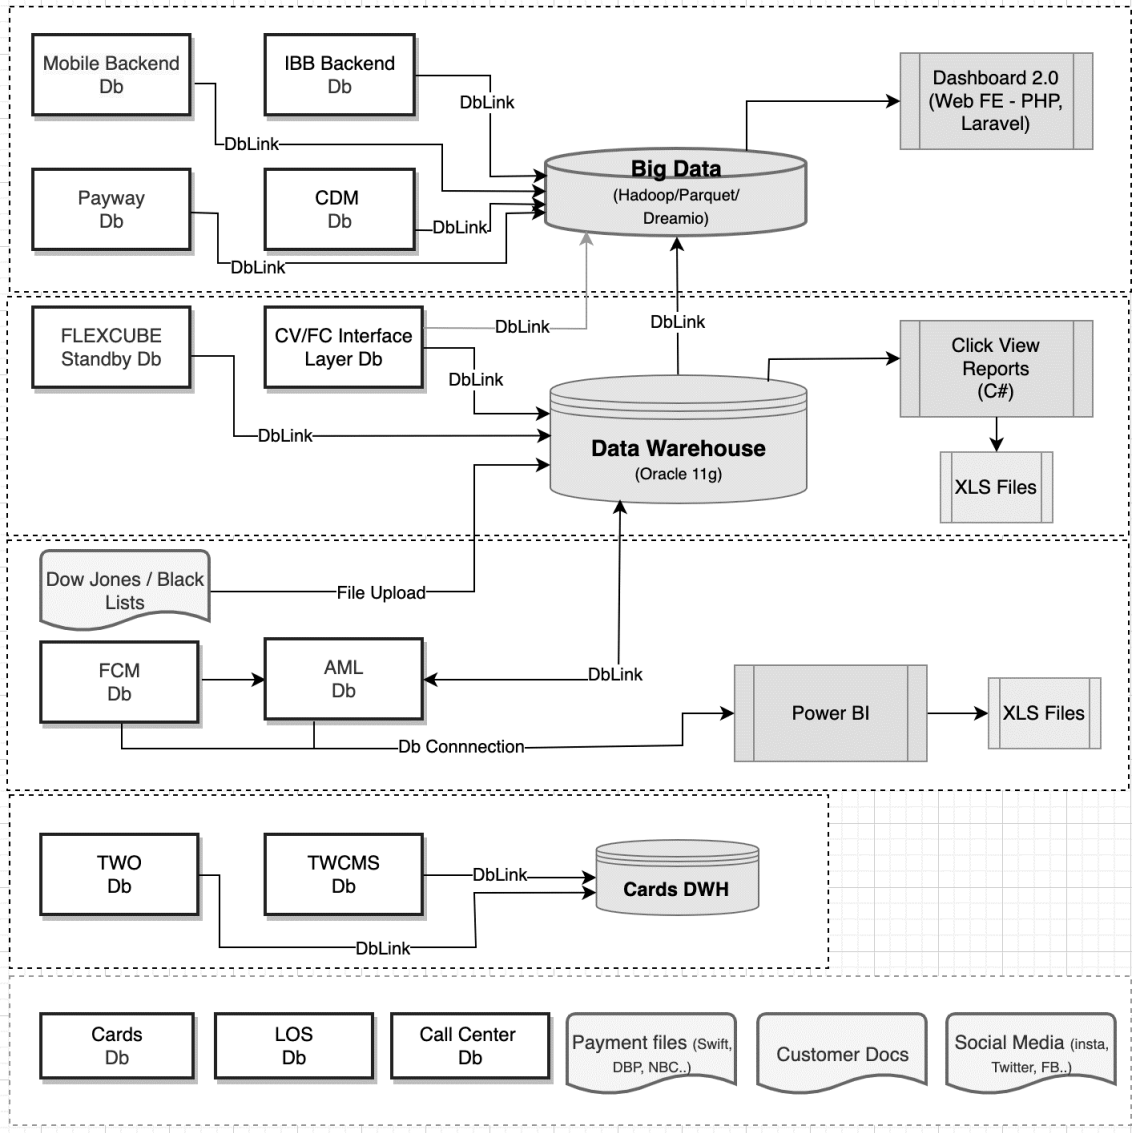 Mobile Backend
Db
IBB Backend
Db
DbLink
Dashboard 2.0
(Web FE - PHP,
Laravel)
DbLink
Big Data
(Hadoop/Parquet/
Dreamio)
Payway
Db
CDM
Db
DbLink
DbLink
FLEXCUBE
Standby Db
CV/FC Interface
Layer Db
DbLink
DbLink
DbLink
Click View
Reports
(C#)
DbLink
Data Warehouse
(Oracle 11g)
XLS Files
Dow Jones / Black
Lists
File Upload
FCM
Db
AML
Db
DbLink
Power BI
XLS Files
Db Connnection
TWO
Db
TWCMS
Db
DbLink
Cards DWH
DbLink
Cards
Db
LOS
Db
Call Center
Db
Payment files (Swift,
DBP, NBC..)
Customer Docs
Social Media (insta,
Twitter, FB..)